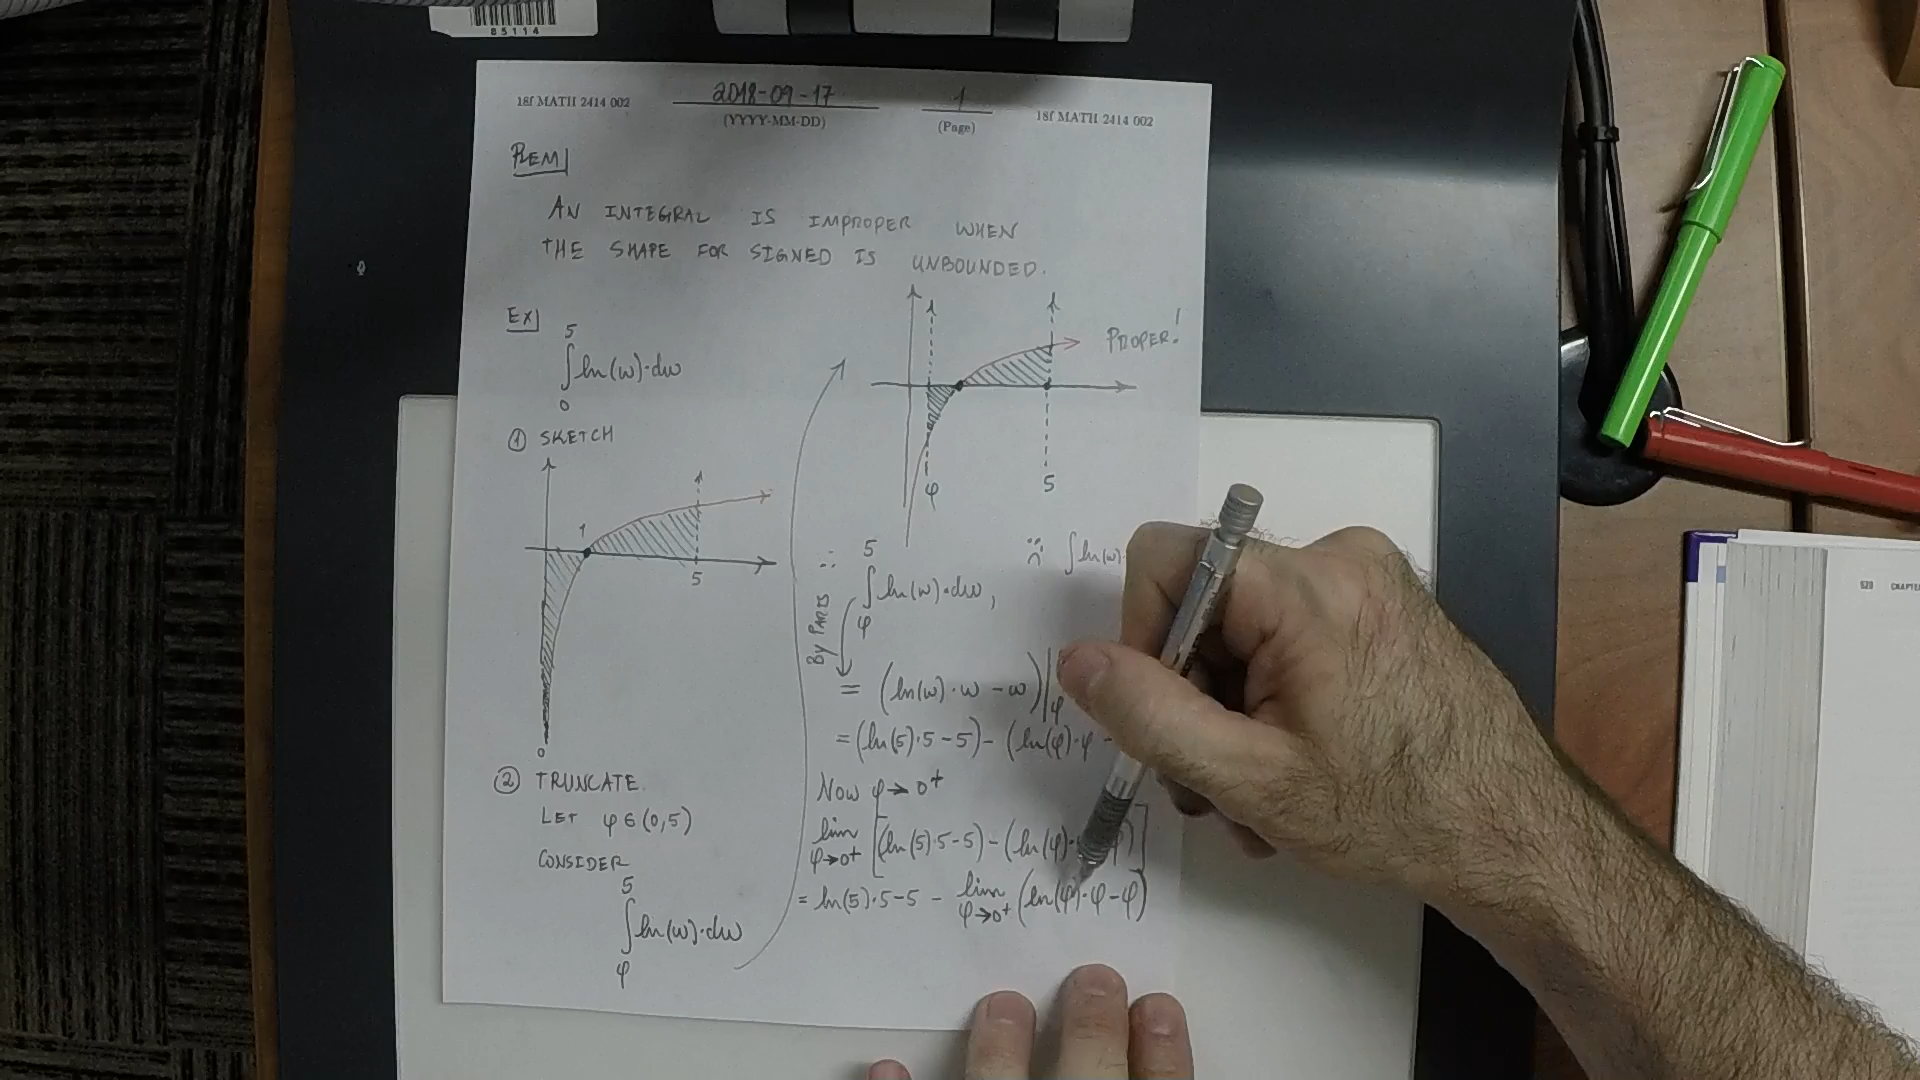 85114
18f MATH 2414 002
2018-09-17
(YYYY-MM-DD)
1
(Page)
18f MATH 2414 002
REM
AN INTEGRAL IS IMPROPER WHEN
THE SHAPE FOR SIGNED IS UNBOUNDED.
EX
5
∫ln(w)·dw
0
① SKETCH
1
5
0
② TRUNCATE.
LET φ∈(0,5)
CONSIDER
5
∫ln(w)·dw
φ
PROPER!
φ
5
∴
5
∫ln(w)·dw,
φ
∫ln(w)·
BY PARTS
= (ln(w)·w-w)|
φ
=(ln(5)·5-5)-(ln(φ)·φ-
NOW φ→0+
lim [(ln(5)·5-5)-(ln(φ)· φ)]
φ→0+
= ln(5)·5-5 - lim (ln(φ)·φ-φ)
φ→0+
620 CHAPTE